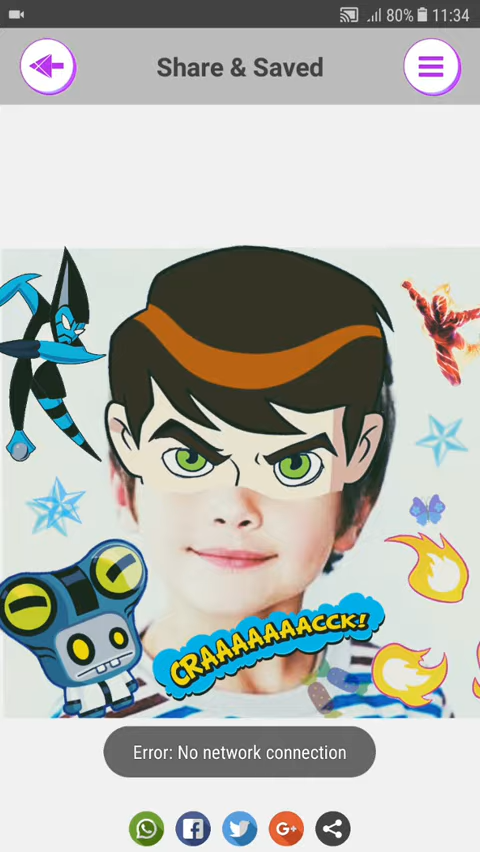 80% 11:34
Share & Saved
CRAAAAAAACCK!
Error: No network connection
G+